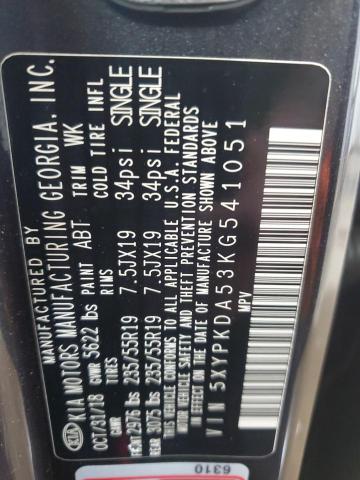 MANUFACTURED BY
KIA KIA MOTORS MANUFACTURING GEORGIA, INC.
OCT/31/18 PAINT ABT TRIM WK
GVWR 5622 lbs
GAWR TIRES RIMS COLD TIRE INFL
2976 lbs 235/55R19 7.5JX19 34psi SINGLE
3075 lbs 235/55R19 7.5JX19 34psi SINGLE
THIS VEHICLE CONFORMS TO ALL APPLICABLE U.S.A. FEDERAL
MOTOR VEHICLE SAFETY AND THEFT PREVENTION STANDARDS
IN EFFECT ON THE DATE OF MANUFACTURE SHOWN ABOVE
VIN 5XYPKDA53KG541051
MPV
6310